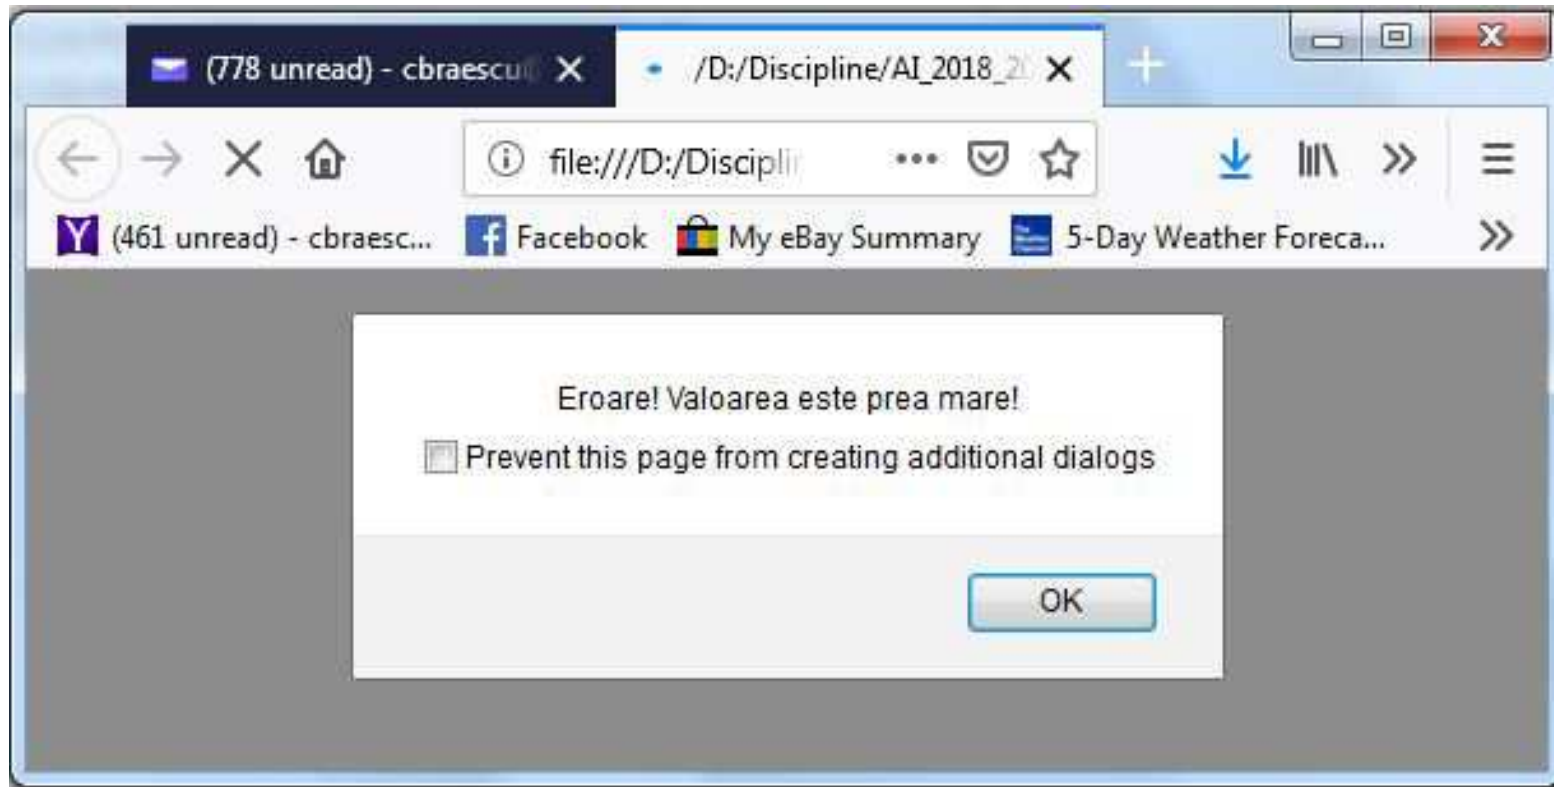 (778 unread) - cbraescu
/D:/Discipline/AI_2018_20
file:///D:/Disciplin
(461 unread) - cbraesc...
Facebook
My eBay Summary
5-Day Weather Foreca...
Eroare! Valoarea este prea mare!
Prevent this page from creating additional dialogs
OK